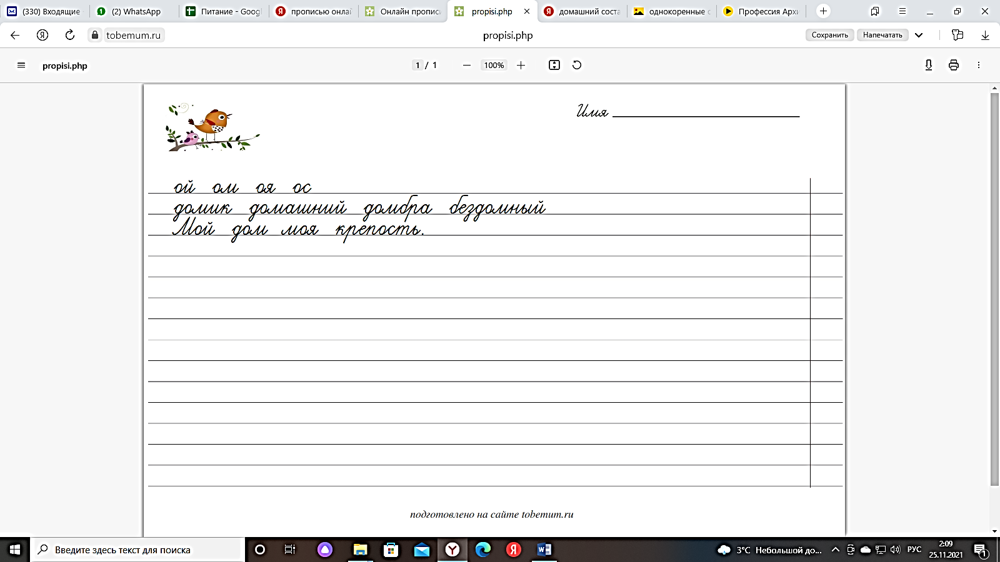 (330) Входящие
(2) WhatsApp
Питание - Goog
прописью онлай
Онлайн прописи
propisi.php
домашний соста
однокоренные с
Профессия Архи
tobemum.ru
propisi.php
Сохранить
Напечатать
propisi.php
1 / 1
100%
Имя
ой ом оя ос
домик домашний домбра бездомный
Мой дом моя крепость.
подготовлено на сайте tobemum.ru
Введите здесь текст для поиска
3°C Небольшой до...
РУС
2:09
25.11.2021
1